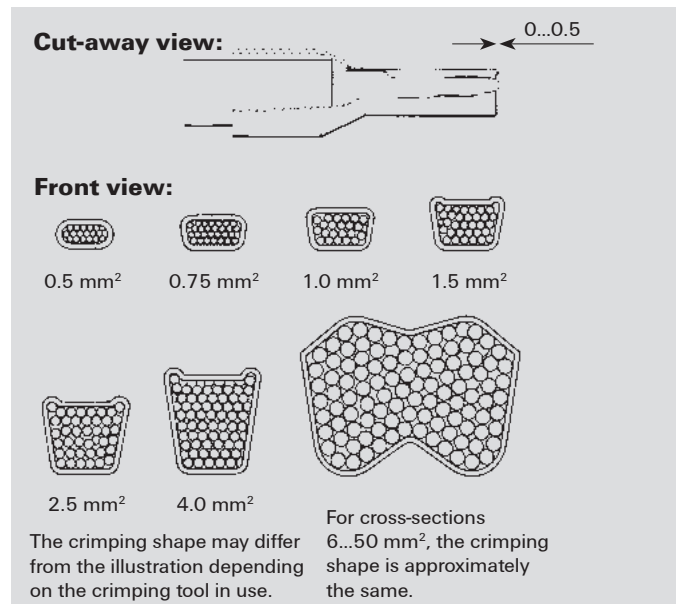 Cut-away view:
0...0.5
Front view:
0.5 mm²
0.75 mm²
1.0 mm²
1.5 mm²
2.5 mm²
4.0 mm²
The crimping shape may differ
from the illustration depending
on the crimping tool in use.
For cross-sections
6...50 mm², the crimping
shape is approximately
the same.